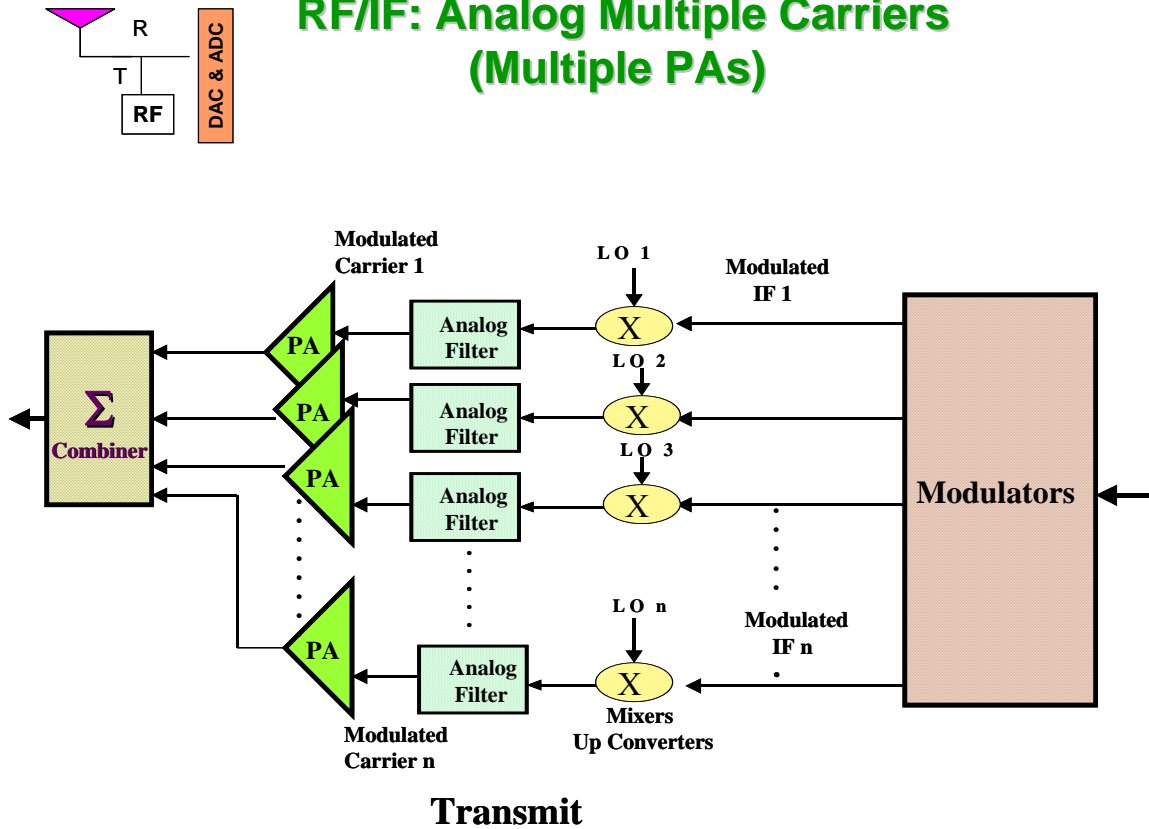 RF/IF: Analog Multiple Carriers
(Multiple PAs)
R
T
RF
DAC & ADC
Modulated
Carrier 1
L O 1
Modulated
IF 1
PA
Analog
Filter
X
L O 2
Σ
Combiner
PA
Analog
Filter
X
L O 3
PA
Analog
Filter
X
Modulators
L O n
Modulated
IF n
PA
Analog
Filter
X
Mixers
Up Converters
Modulated
Carrier n
Transmit